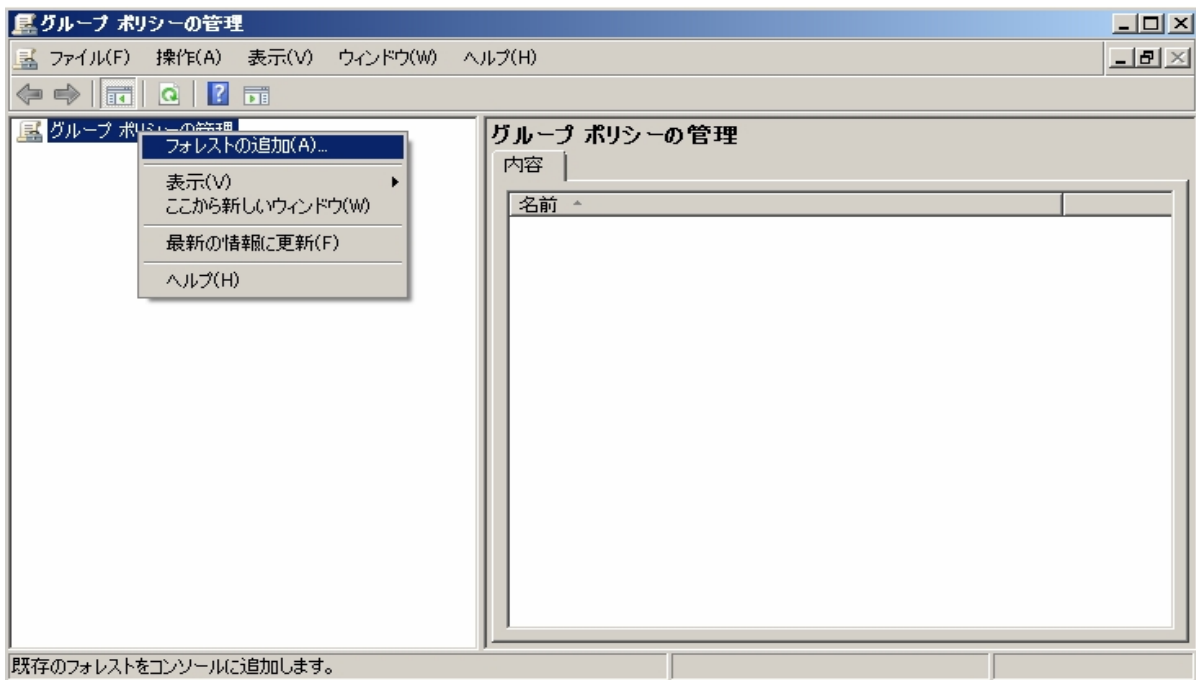 グループ ポリシーの管理
ファイル(F) 操作(A) 表示(V) ウィンドウ(W) ヘルプ(H)
グループ ポリシーの管理
フォレストの追加(A)...
表示(V)
ここから新しいウィンドウ(W)
最新の情報に更新(F)
ヘルプ(H)
グループ ポリシーの管理
内容
名前
既存のフォレストをコンソールに追加します。